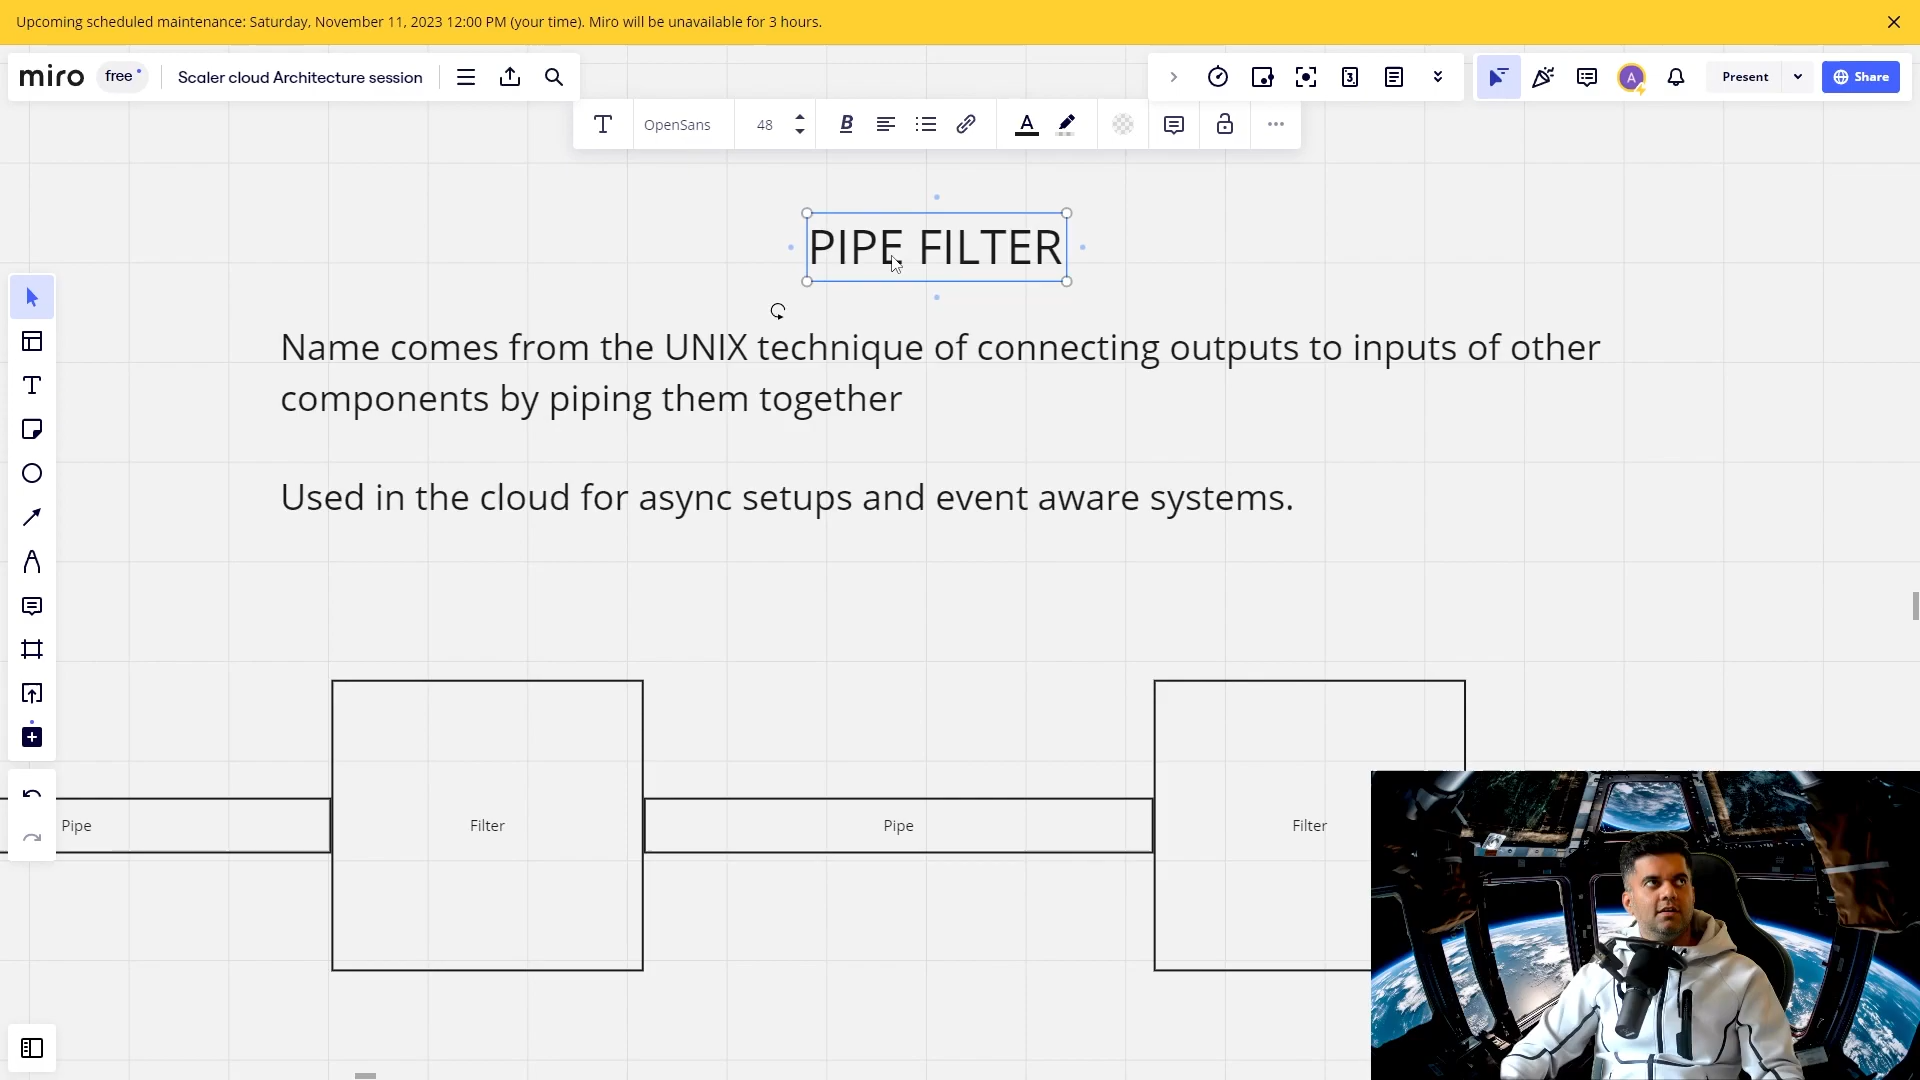 Upcoming scheduled maintenance: Saturday, November 11, 2023 12:00 PM (your time). Miro will be unavailable for 3 hours.
miro free Scaler cloud Architecture session
3 A Present Share
OpenSans 48 B A
PIPE FILTER
Name comes from the UNIX technique of connecting outputs to inputs of other
components by piping them together
Used in the cloud for async setups and event aware systems.
Pipe Filter Pipe Filter